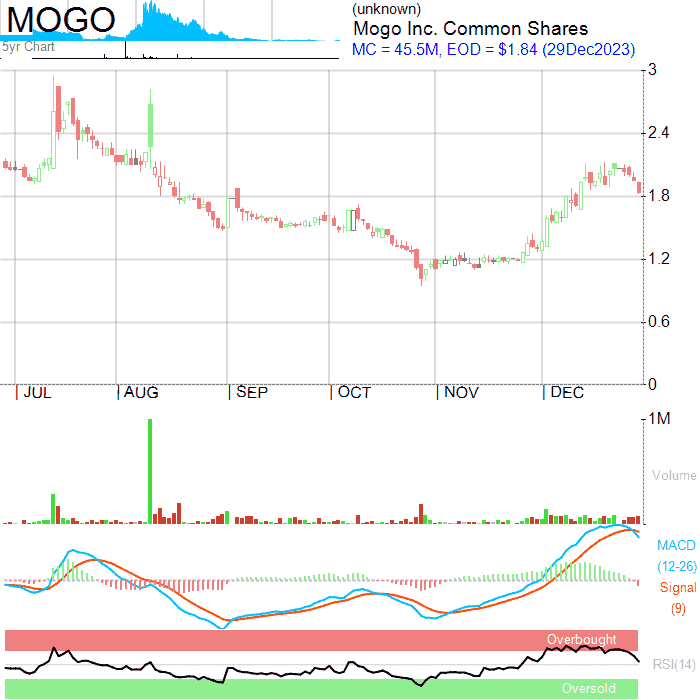 MOGO
5yr Chart
(unknown)
Mogo Inc. Common Shares
MC = 45.5M, EOD = $1.84 (29Dec2023)
3
2.4
1.8
1.2
0.6
0
JUL AUG SEP OCT NOV DEC
1M
Volume
MACD
(12-26)
Signal
(9)
Overbought
RSI(14)
Oversold